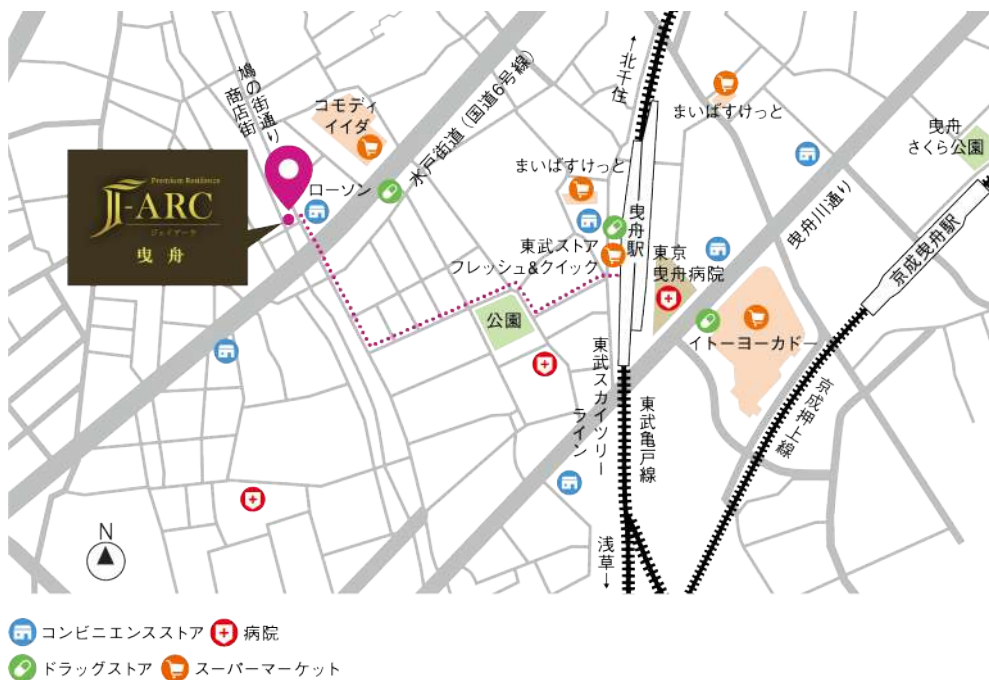 ←北千住
鳩の街通り
商店街
コモディ
イイダ
水戸街道(国道6号線)
まいばすけっと
曳舟
さくら公園
Premium Residence
J-ARC
ジェイアーク
曳舟
ローソン
まいばすけっと
曳舟駅
東武ストア
フレッシュ&クイック
東京
曳舟病院
曳舟川通り
京成曳舟駅
公園
イトーヨーカドー
東武スカイツリー
ライン
東武亀戸線
京成押上線
浅草→
N
コンビニエンスストア
病院
ドラッグストア
スーパーマーケット